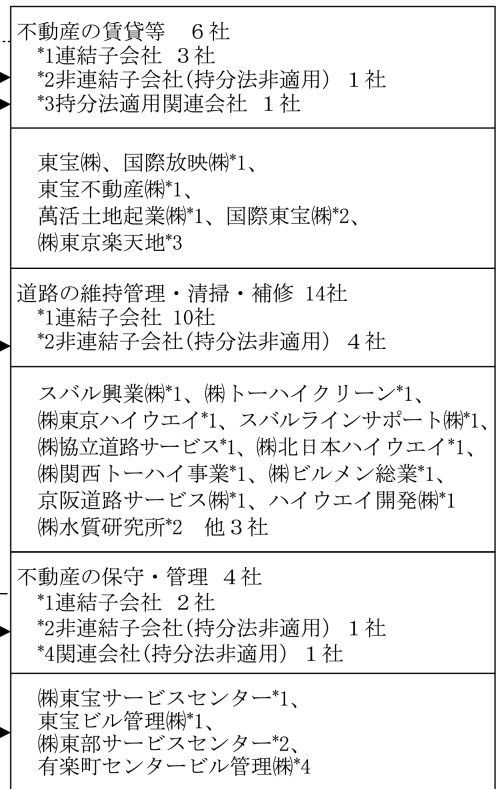 不動産の賃貸等　６社
*1連結子会社 ３社
*2非連結子会社(持分法非適用) １社
*3持分法適用関連会社 １社
東宝㈱、国際放映㈱*1、
東宝不動産㈱*1、
萬活土地起業㈱*1、国際東宝㈱*2、
㈱東京楽天地*3
道路の維持管理・清掃・補修 14社
*1連結子会社 10社
*2非連結子会社(持分法非適用) ４社
スバル興業㈱*1、㈱トーハイクリーン*1、
㈱東京ハイウエイ*1、スバルラインサポート㈱*1、
㈱協立道路サービス*1、㈱北日本ハイウエイ*1、
㈱関西トーハイ事業*1、㈱ビルメン総業*1、
京阪道路サービス㈱*1、ハイウエイ開発㈱*1
㈱水質研究所*2　他３社
不動産の保守・管理 ４社
*1連結子会社 ２社
*2非連結子会社(持分法非適用) １社
*4関連会社(持分法非適用) １社
㈱東宝サービスセンター*1、
東宝ビル管理㈱*1、
㈱東部サービスセンター*2、
有楽町センタービル管理㈱*4